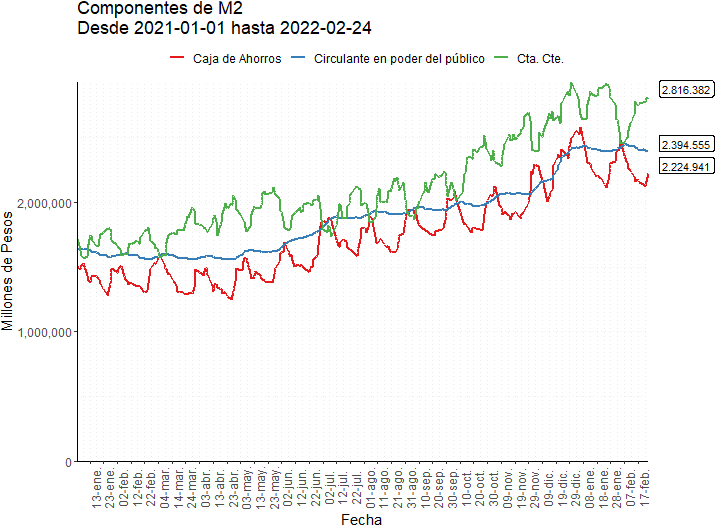 Componentes de M2
Desde 2021-01-01 hasta 2022-02-24
Caja de Ahorros Circulante en poder del público Cta. Cte.
2.816.382
2.394.555
2.224.941
2,000,000
1,000,000
0
Millones de Pesos
13-ene.
23-ene.
02-feb.
12-feb.
22-feb.
04-mar.
14-mar.
24-mar.
03-abr.
13-abr.
23-abr.
03-may.
13-may.
23-may.
02-jun.
12-jun.
22-jun.
02-jul.
12-jul.
22-jul.
01-ago.
11-ago.
21-ago.
31-ago.
10-sep.
20-sep.
30-sep.
10-oct.
20-oct.
30-oct.
09-nov.
19-nov.
29-nov.
09-dic.
19-dic.
29-dic.
08-ene.
18-ene.
28-ene.
07-feb.
17-feb.
Fecha